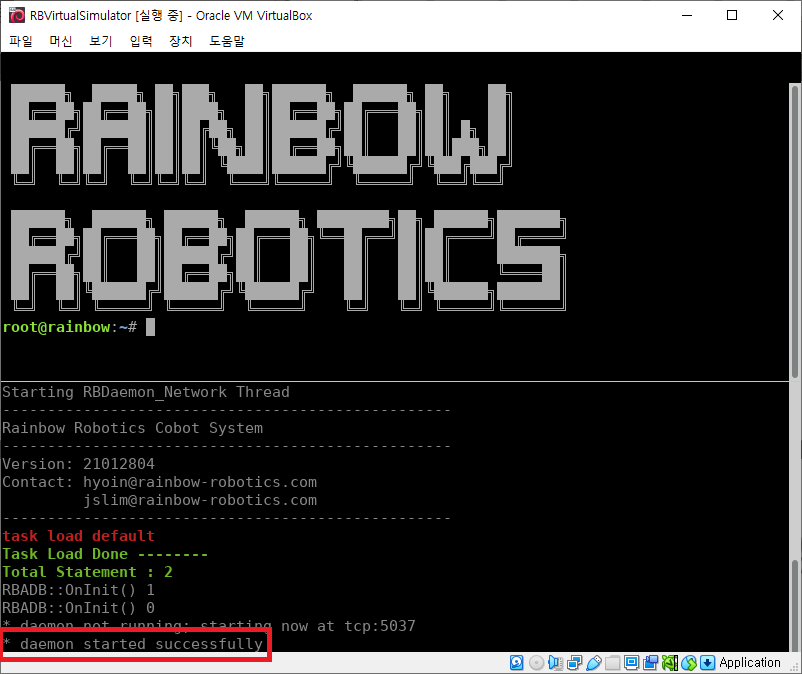 RBVirtualSimulator [실행 중] - Oracle VM VirtualBox
파일 머신 보기 입력 장치 도움말
RAINBOW
ROBOTICS
root@rainbow:~#
Starting RBDaemon_Network Thread
--------------------------------------------------
Rainbow Robotics Cobot System
--------------------------------------------------
Version: 21012804
Contact: hyoin@rainbow-robotics.com
jslim@rainbow-robotics.com
--------------------------------------------------
task load default
Task Load Done --------
Total Statement : 2
RBADB::OnInit() 1
RBADB::OnInit() 0
* daemon not running; starting now at tcp:5037
* daemon started successfully
Application